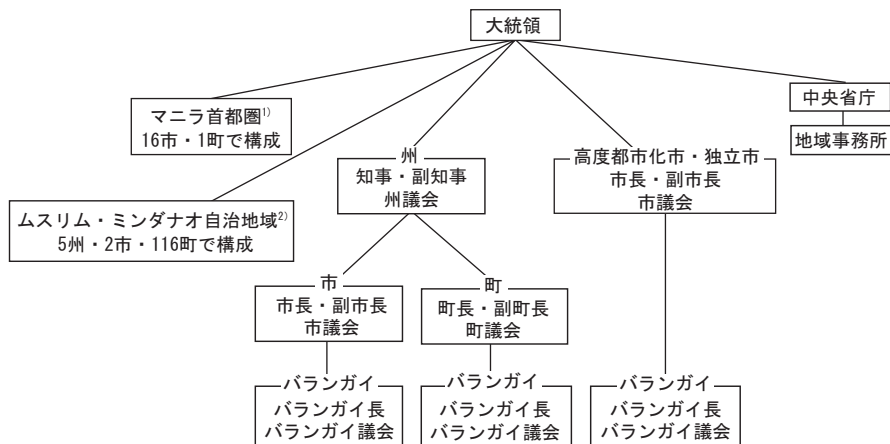 大統領
マニラ首都圏1)
16市・1町で構成
中央省庁
地域事務所
州
知事・副知事
州議会
高度都市化市・独立市
市長・副市長
市議会
ムスリム・ミンダナオ自治地域2)
5州・2市・116町で構成
市
市長・副市長
市議会
町
町長・副町長
町議会
バランガイ
バランガイ長
バランガイ議会
バランガイ
バランガイ長
バランガイ議会
バランガイ
バランガイ長
バランガイ議会